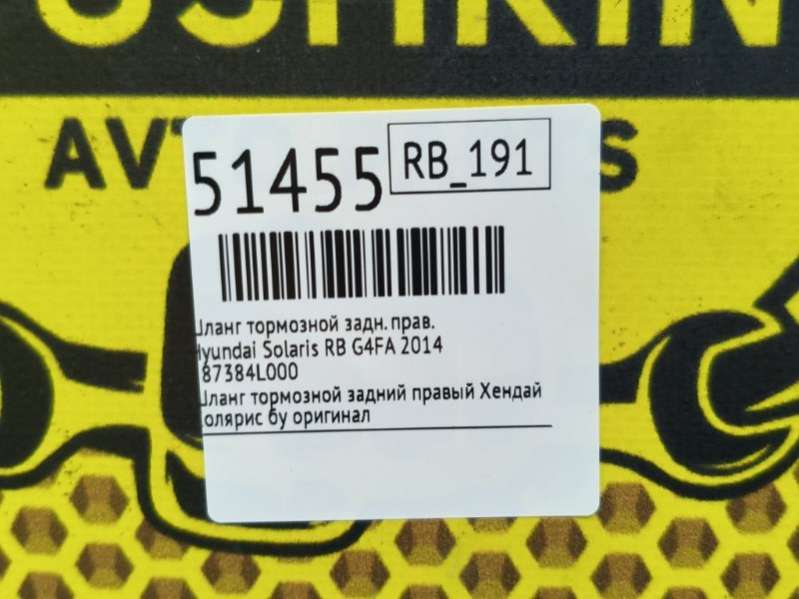 USHKIN
AVT S
51455
RB_191
Шланг тормозной задн. прав.
Hyundai Solaris RB G4FA 2014
87384L000
Шланг тормозной задний правый Хендай
олярис бу оригинал